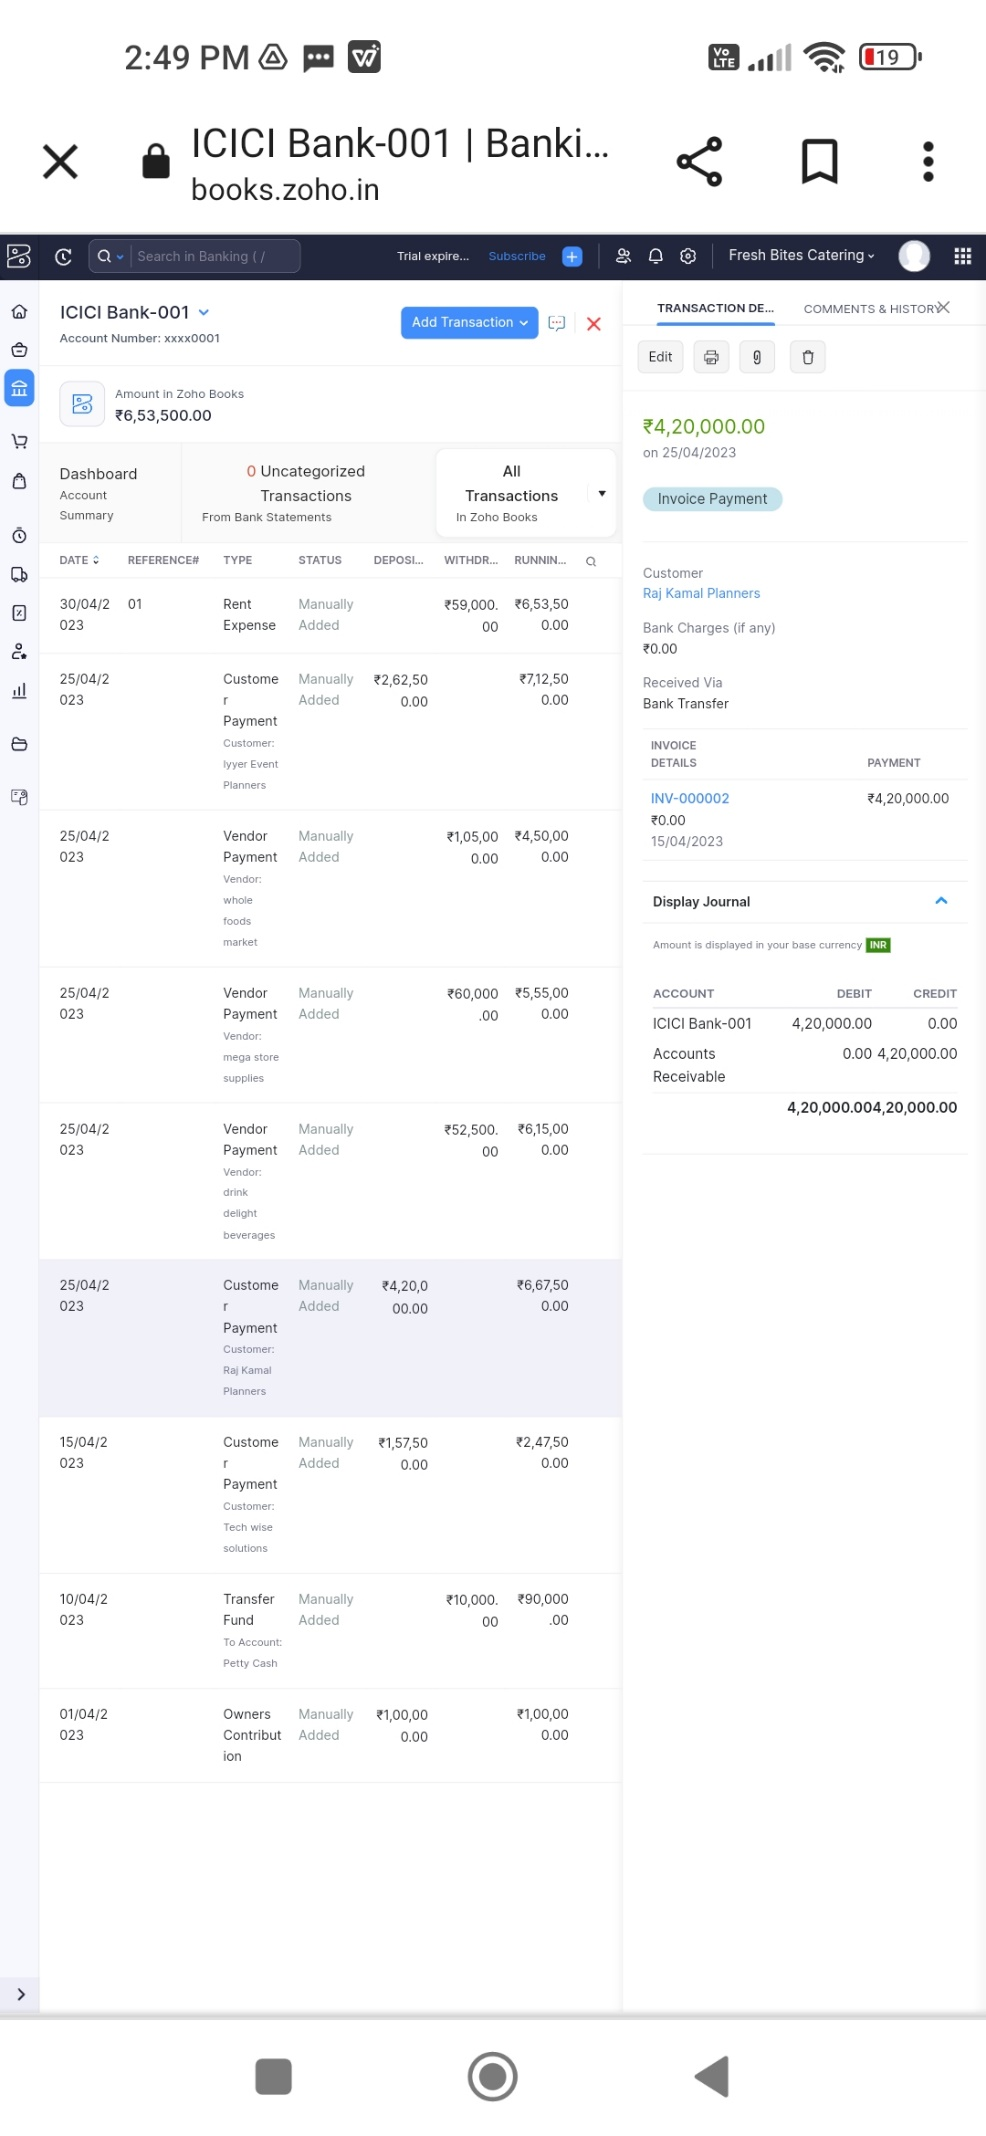 2:49 PM
Vo LTE
19
ICICI Bank-001 | Banki...
books.zoho.in
Search in Banking ( /
Trial expire...
Subscribe
Fresh Bites Catering
ICICI Bank-001
Account Number: xxxx0001
Add Transaction
Amount in Zoho Books
₹6,53,500.00
Dashboard
Account
Summary
0 Uncategorized
Transactions
From Bank Statements
All
Transactions
In Zoho Books
DATE REFERENCE# TYPE STATUS DEPOSI... WITHDR... RUNNIN...
30/04/2 01 Rent Manually ₹59,000. ₹6,53,50
023 Expense Added 00 0.00
25/04/2 Custome Manually ₹2,62,50 ₹7,12,50
023 r Added 0.00 0.00
Payment
Customer:
Iyyer Event
Planners
25/04/2 Vendor Manually ₹1,05,00 ₹4,50,00
023 Payment Added 0.00 0.00
Vendor:
whole
foods
market
25/04/2 Vendor Manually ₹60,000 ₹5,55,00
023 Payment Added .00 0.00
Vendor:
mega store
supplies
25/04/2 Vendor Manually ₹52,500. ₹6,15,00
023 Payment Added 00 0.00
Vendor:
drink
delight
beverages
25/04/2 Custome Manually ₹4,20,0 ₹6,67,50
023 r Added 00.00 0.00
Payment
Customer:
Raj Kamal
Planners
15/04/2 Custome Manually ₹1,57,50 ₹2,47,50
023 r Added 0.00 0.00
Payment
Customer:
Tech wise
solutions
10/04/2 Transfer Manually ₹10,000. ₹90,000
023 Fund Added 00 .00
To Account:
Petty Cash
01/04/2 Owners Manually ₹1,00,00 ₹1,00,00
023 Contribut Added 0.00 0.00
ion
TRANSACTION DE... COMMENTS & HISTORY
Edit
₹4,20,000.00
on 25/04/2023
Invoice Payment
Customer
Raj Kamal Planners
Bank Charges (if any)
₹0.00
Received Via
Bank Transfer
INVOICE
DETAILS PAYMENT
INV-000002 ₹4,20,000.00
₹0.00
15/04/2023
Display Journal
Amount is displayed in your base currency INR
ACCOUNT DEBIT CREDIT
ICICI Bank-001 4,20,000.00 0.00
Accounts 0.00 4,20,000.00
Receivable
4,20,000.004,20,000.00